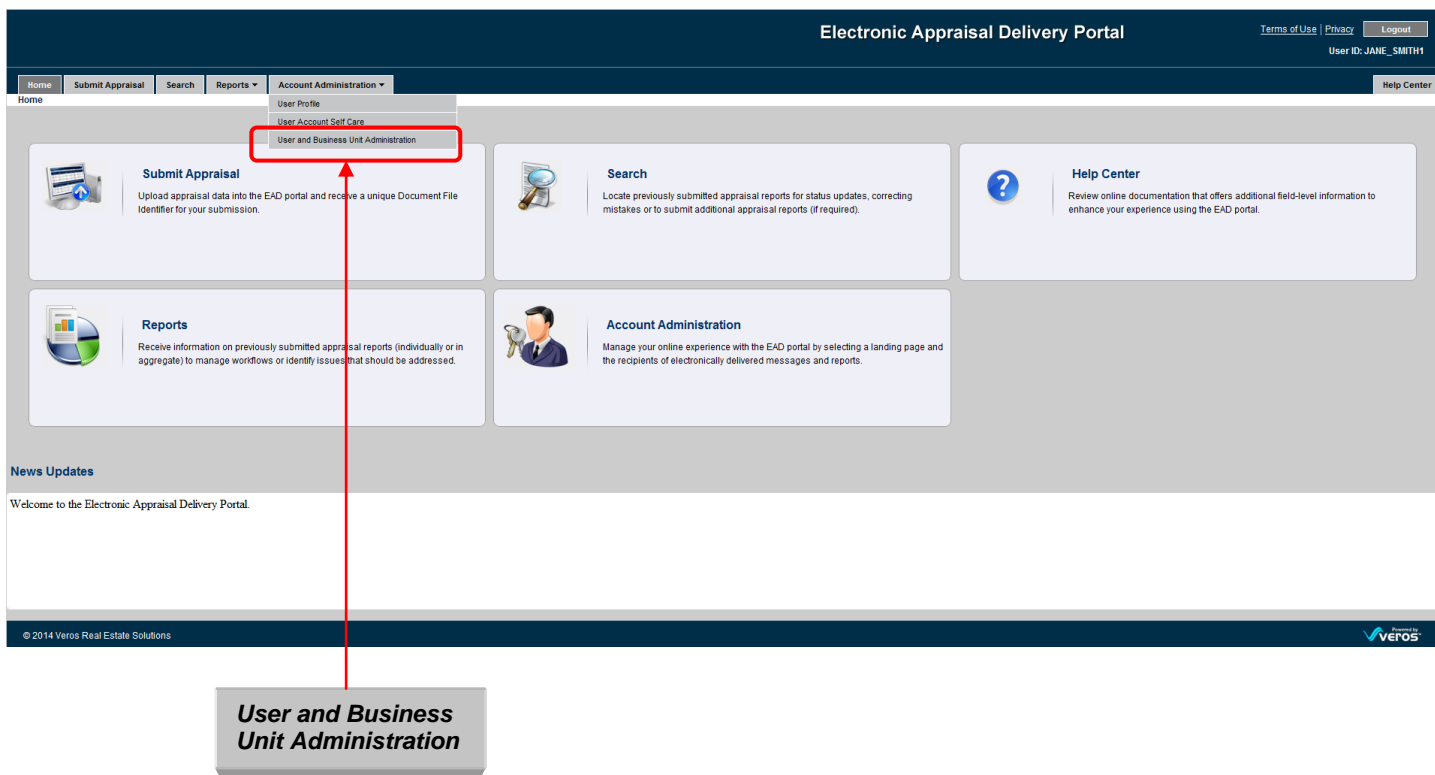 Electronic Appraisal Delivery Portal
Terms of Use | Privacy Logout
User ID: JANE_SMITH1
Home Submit Appraisal Search Reports Account Administration Help Center
Home
User Profile
User Account Self Care
User and Business Unit Administration
Submit Appraisal
Upload appraisal data into the EAD portal and receive a unique Document File
Identifier for your submission.
Search
Locate previously submitted appraisal reports for status updates, correcting
mistakes or to submit additional appraisal reports (if required).
Help Center
Review online documentation that offers additional field-level information to
enhance your experience using the EAD portal.
Reports
Receive information on previously submitted appraisal reports (individually or in
aggregate) to manage workflows or identify issues that should be addressed.
Account Administration
Manage your online experience with the EAD portal by selecting a landing page and
the recipients of electronically delivered messages and reports.
News Updates
Welcome to the Electronic Appraisal Delivery Portal.
© 2014 Veros Real Estate Solutions
Powered by
veros
User and Business
Unit Administration